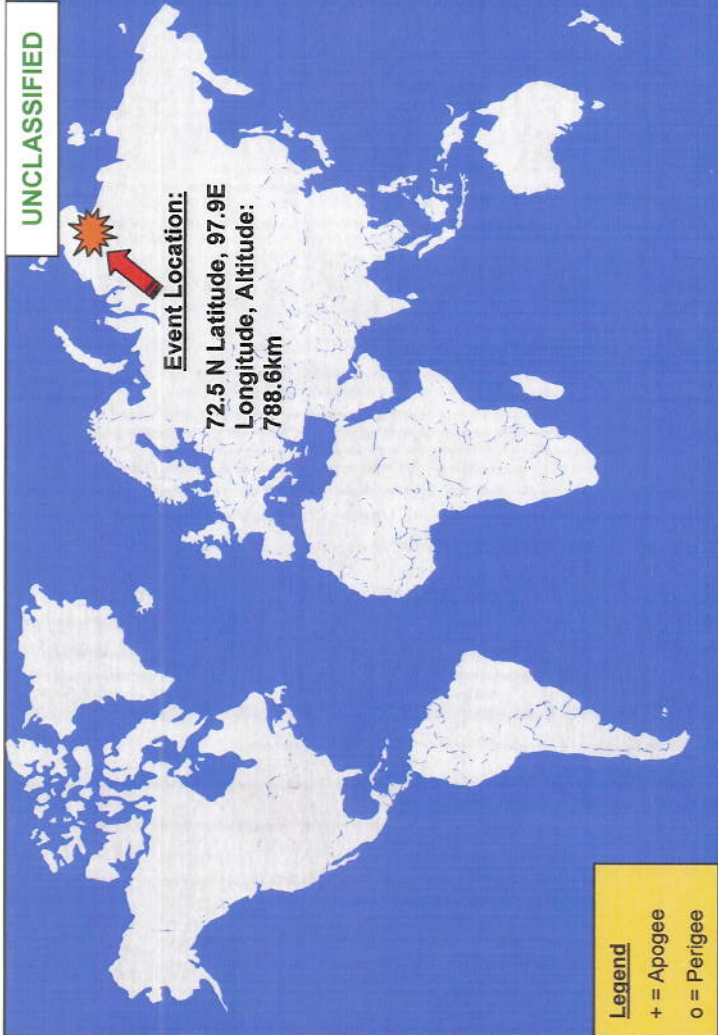 UNCLASSIFIED
Event Location:
72.5 N Latitude, 97.9E
Longitude, Altitude:
788.6km
Legend
+ = Apogee
o = Perigee